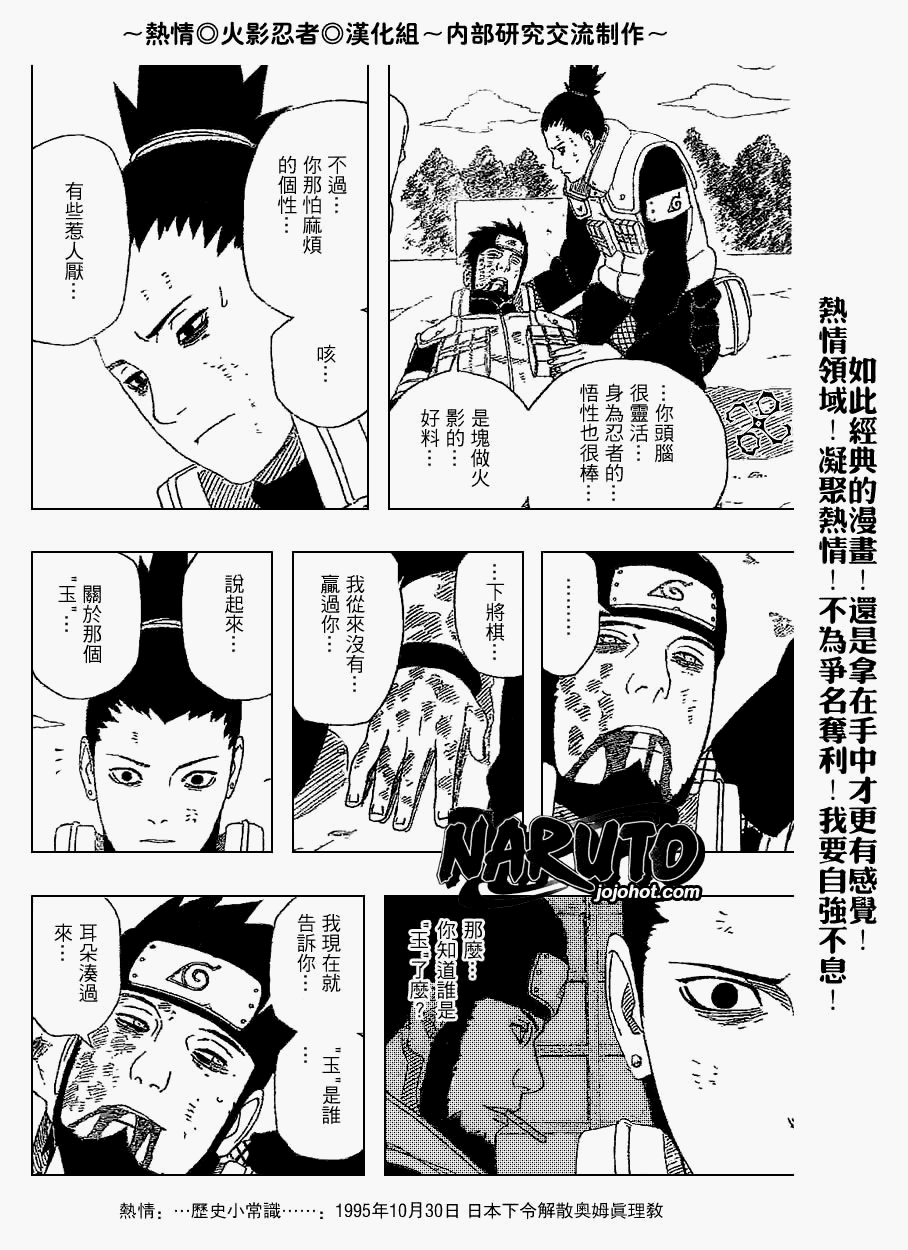 ～熱情◎火影忍者◎漢化組～内部研究交流制作～
…你頭腦
很靈活…
身為忍者的…
悟性也很棒…
是塊做火
影的…
好料…
不過…
你那怕麻煩
的個性…
咳…
有些惹人厭…
………
…下將棋…
我從來沒有
贏過你…
說起來…
關於那個
"玉"…
那麼…
你知道誰是
"玉"了麼？
我現在就
告訴你…
"玉"是誰
…
耳朵湊過
來…
NARUTO
jojohot.com
如此經典的漫畫！還是拿在手中才更有感覺！
熱情領域！凝聚熱情！不為爭名奪利！我要自強不息！
熱情：…歷史小常識……：1995年10月30日 日本下令解散奧姆眞理敎